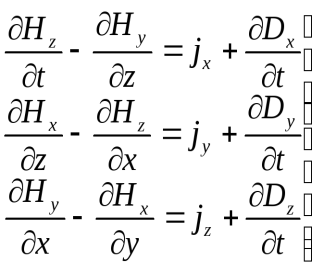 ∂H_z/∂t - ∂H_y/∂z = j_x + ∂D_x/∂t
∂H_x/∂z - ∂H_z/∂x = j_y + ∂D_y/∂t
∂H_y/∂x - ∂H_x/∂y = j_z + ∂D_z/∂t